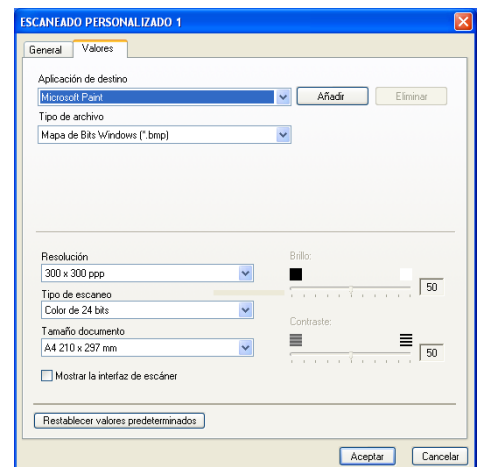 ESCANEADO PERSONALIZADO 1
General Valores
Aplicación de destino
Microsoft Paint Añadir Eliminar
Tipo de archivo
Mapa de Bits Windows (*.bmp)
Resolución Brillo:
300 x 300 ppp
50
Tipo de escaneo
Color de 24 bits
Contraste:
Tamaño documento
A4 210 x 297 mm
50
Mostrar la interfaz de escáner
Restablecer valores predeterminados
Aceptar Cancelar